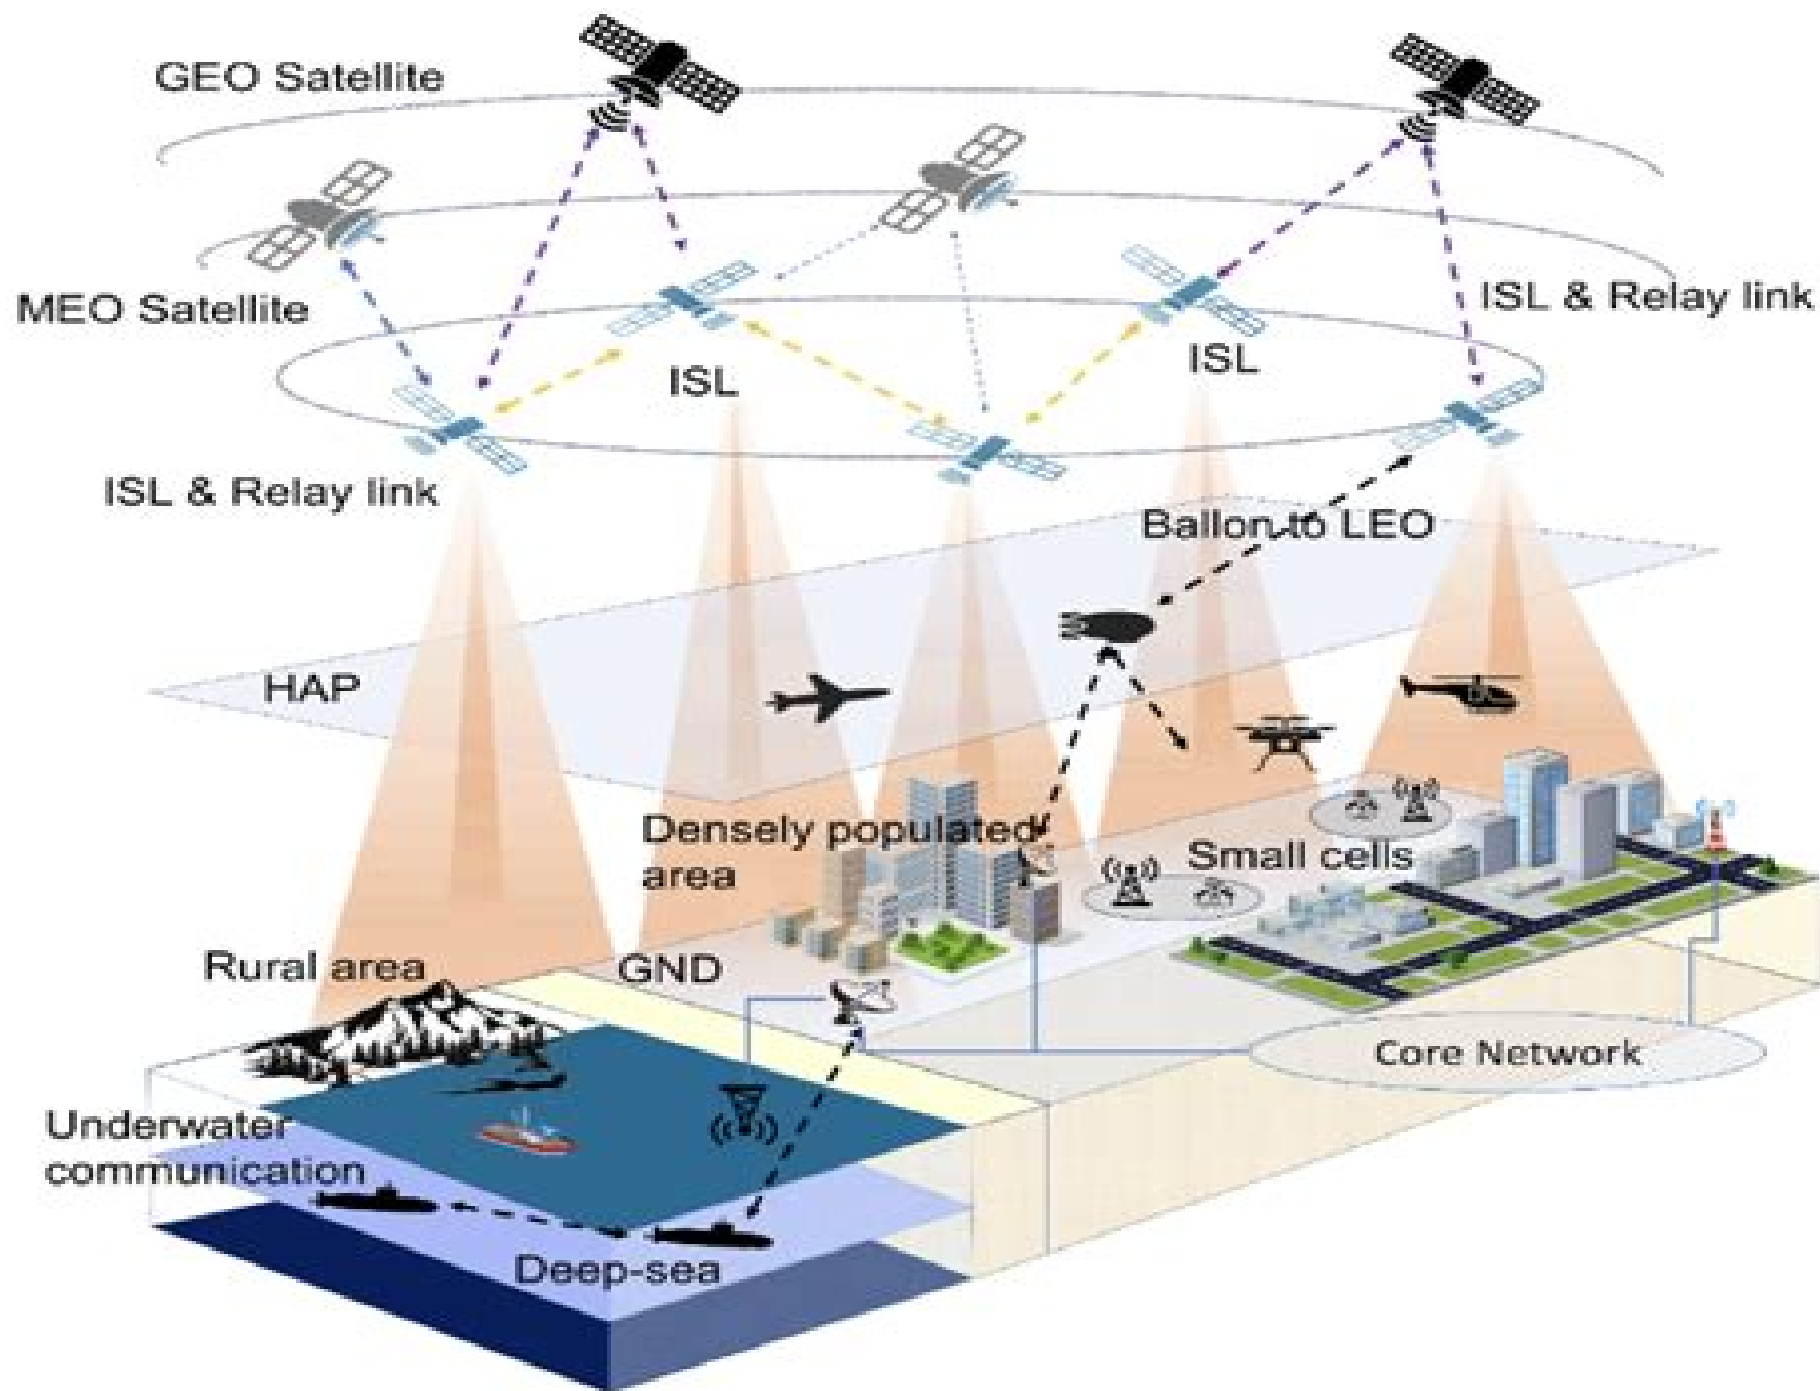 GEO Satellite
MEO Satellite
ISL & Relay link
ISL
ISL
ISL & Relay link
Ballon to LEO
HAP
Densely populated
area
Small cells
Rural area
GND
Core Network
Underwater
communication
Deep-sea